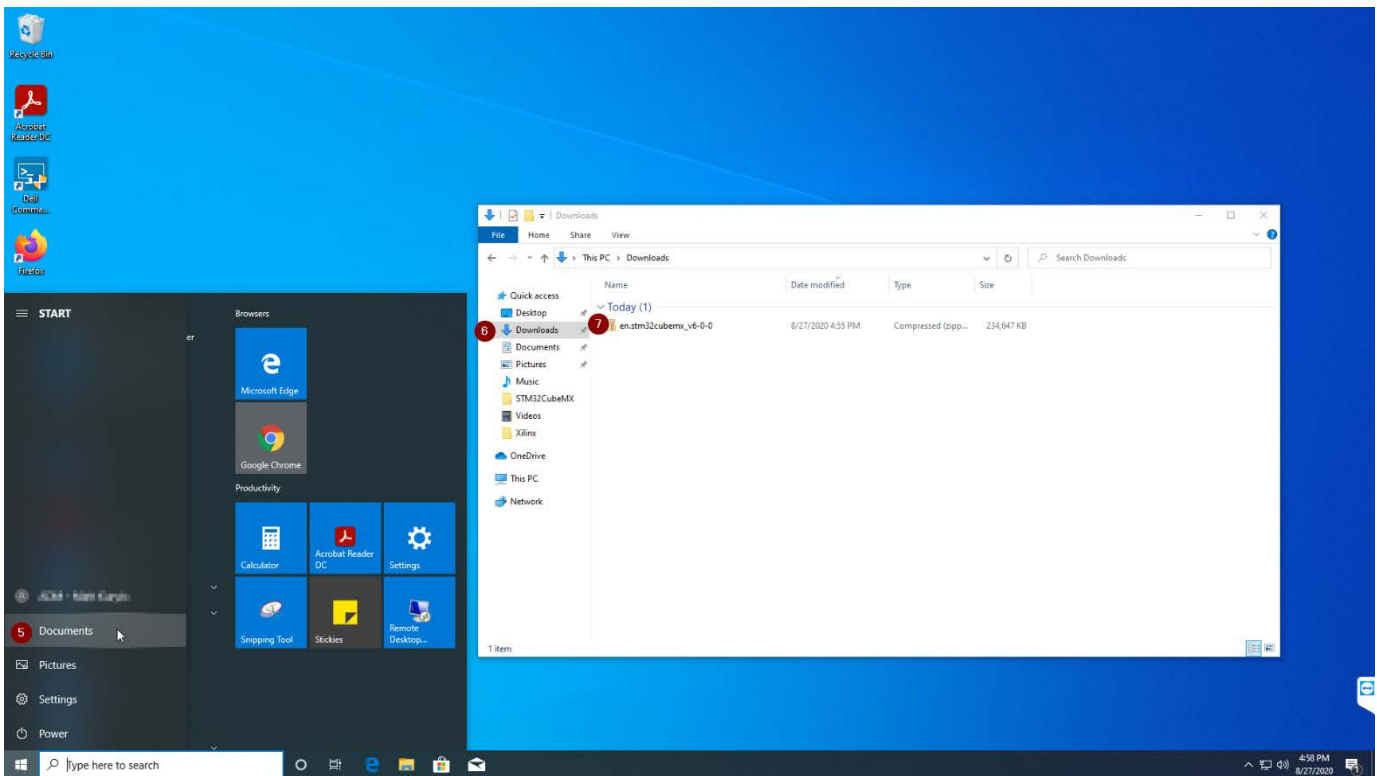 Recycle Bin
Acrobat
Reader DC
Dell
Comma...
Firefox
START
er
Documents
Pictures
Settings
Power
Browsers
Microsoft Edge
Google Chrome
Productivity
Calculator
Acrobat Reader
DC
Settings
Snipping Tool
Stickies
Remote
Desktop...
5
Downloads
File Home Share View
This PC › Downloads
Search Downloads
Name Date modified Type Size
Quick access
Desktop
6
Downloads
Documents
Pictures
Music
STM32CubeMX
Videos
Xilinx
OneDrive
This PC
Network
Today (1)
7
en.stm32cubemx_v6-0-0 8/27/2020 4:55 PM Compressed (zipp... 234,647 KB
1 item
Type here to search
4:58 PM
8/27/2020